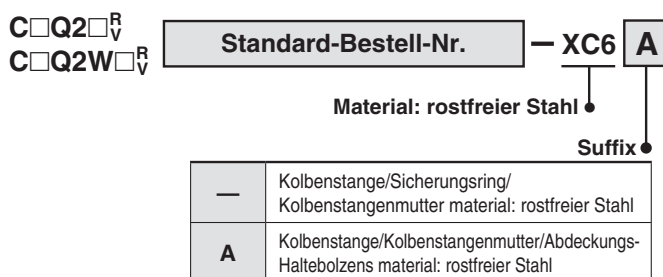 C□Q2□R/V
C□Q2W□R/V
Standard-Bestell-Nr. — XC6 A
Material: rostfreier Stahl
Suffix
— Kolbenstange/Sicherungsring/
Kolbenstangenmutter material: rostfreier Stahl
A Kolbenstange/Kolbenstangenmutter/Abdeckungs-
Haltebolzens material: rostfreier Stahl